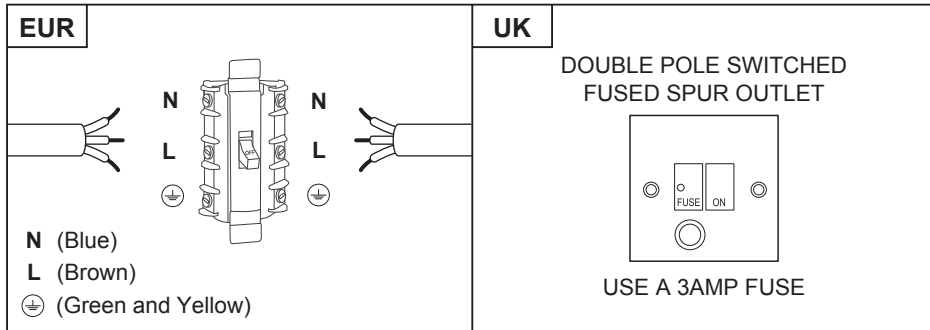 EUR
N N
OFF
L L
N (Blue)
L (Brown)
(Green and Yellow)
UK
DOUBLE POLE SWITCHED
FUSED SPUR OUTLET
FUSE ON
USE A 3AMP FUSE